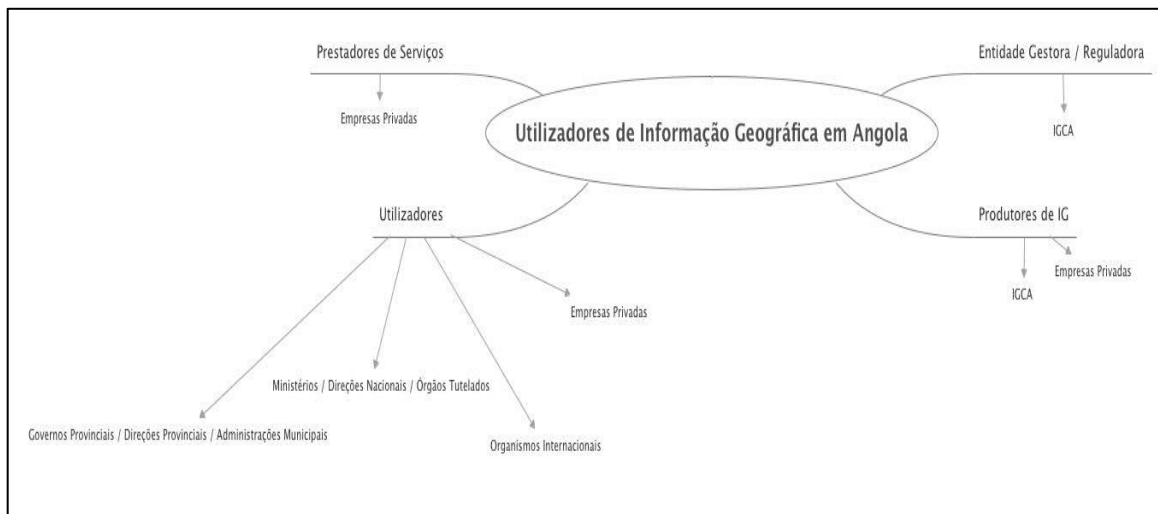 Prestadores de Serviços
Entidade Gestora / Reguladora
Empresas Privadas
IGCA
Utilizadores de Informação Geográfica em Angola
Utilizadores
Produtores de IG
Empresas Privadas
IGCA
Empresas Privadas
Ministérios / Direções Nacionais / Órgãos Tutelados
Governos Provinciais / Direções Provinciais / Administrações Municipais
Organismos Internacionais